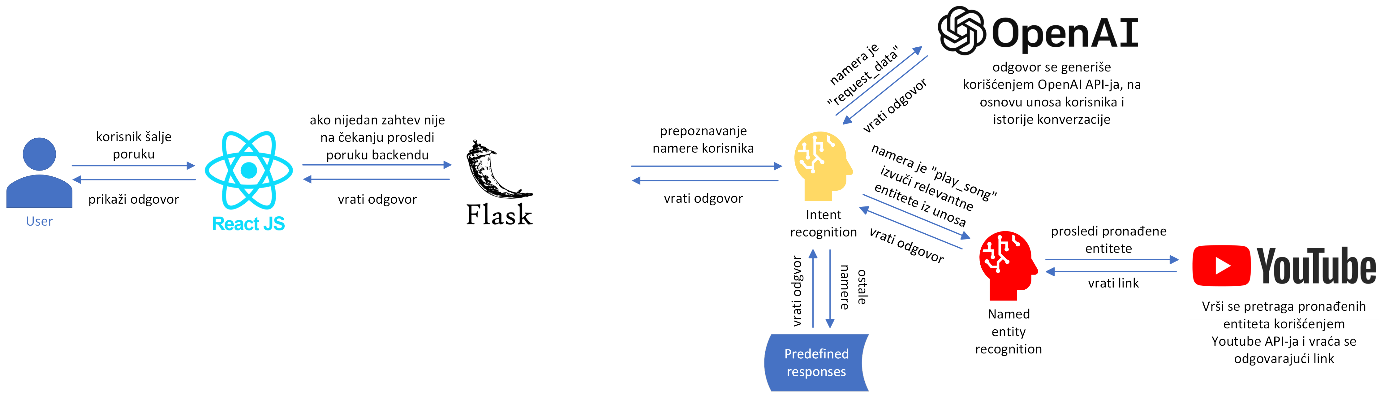 korisnik šalje
poruku
prikaži odgovor
User
React JS
ako nijedan zahtev nije
na čekanju prosledi
poruku backendu
vrati odgovor
Flask
prepoznavanje
namere korisnika
vrati odgovor
Intent
recognition
namera je
"request_data"
vrati odgovor
OpenAI
odgovor se generiše
korišćenjem OpenAI API-ja, na
osnovu unosa korisnika i
istorije konverzacije
namera je "play_song"
izvuči relevantne
entitete iz unosa
vrati odgovor
vrati odgvor
ostale
namere
Predefined
responses
Named
entity
recognition
prosledi pronađene
entitete
vrati link
YouTube
Vrši se pretraga pronađenih
entiteta korišćenjem
Youtube API-ja i vraća se
odgovarajući link